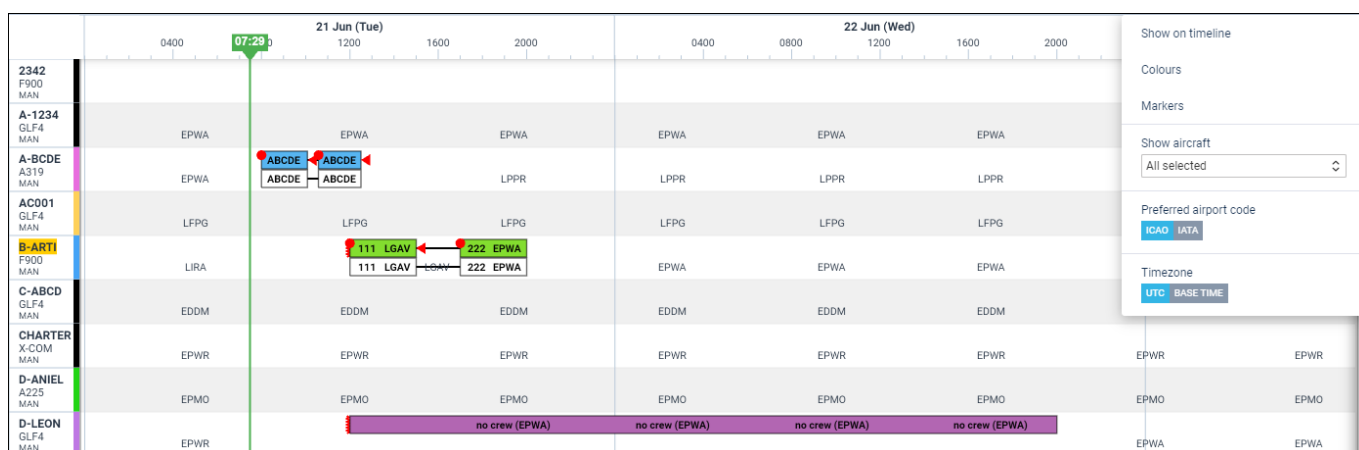 21 Jun (Tue) 22 Jun (Wed)
0400 07:29 1200 1600 2000 0400 0800 1200 1600 2000
Show on timeline
Colours
Markers
Show aircraft
All selected
Preferred airport code
ICAO IATA
Timezone
UTC BASE TIME
2342
F900
MAN
A-1234
GLF4
MAN
EPWA EPWA EPWA EPWA EPWA EPWA
A-BCDE
A319
MAN
ABCDE ABCDE
ABCDE ABCDE
EPWA LPPR LPPR LPPR LPPR
AC001
GLF4
MAN
LFPG LFPG LFPG LFPG LFPG LFPG
B-ARTI
F900
MAN
111 LGAV 222 EPWA
111 LGAV LGAV 222 EPWA
LIRA EPWA EPWA EPWA
C-ABCD
GLF4
MAN
EDDM EDDM EDDM EDDM EDDM EDDM
CHARTER
X-COM
MAN
EPWR EPWR EPWR EPWR EPWR EPWR EPWR EPWR
D-ANIEL
A225
MAN
EPMO EPMO EPMO EPMO EPMO EPMO EPMO EPMO
D-LEON
GLF4
MAN
no crew (EPWA) no crew (EPWA) no crew (EPWA) no crew (EPWA)
EPWR EPWA EPWA